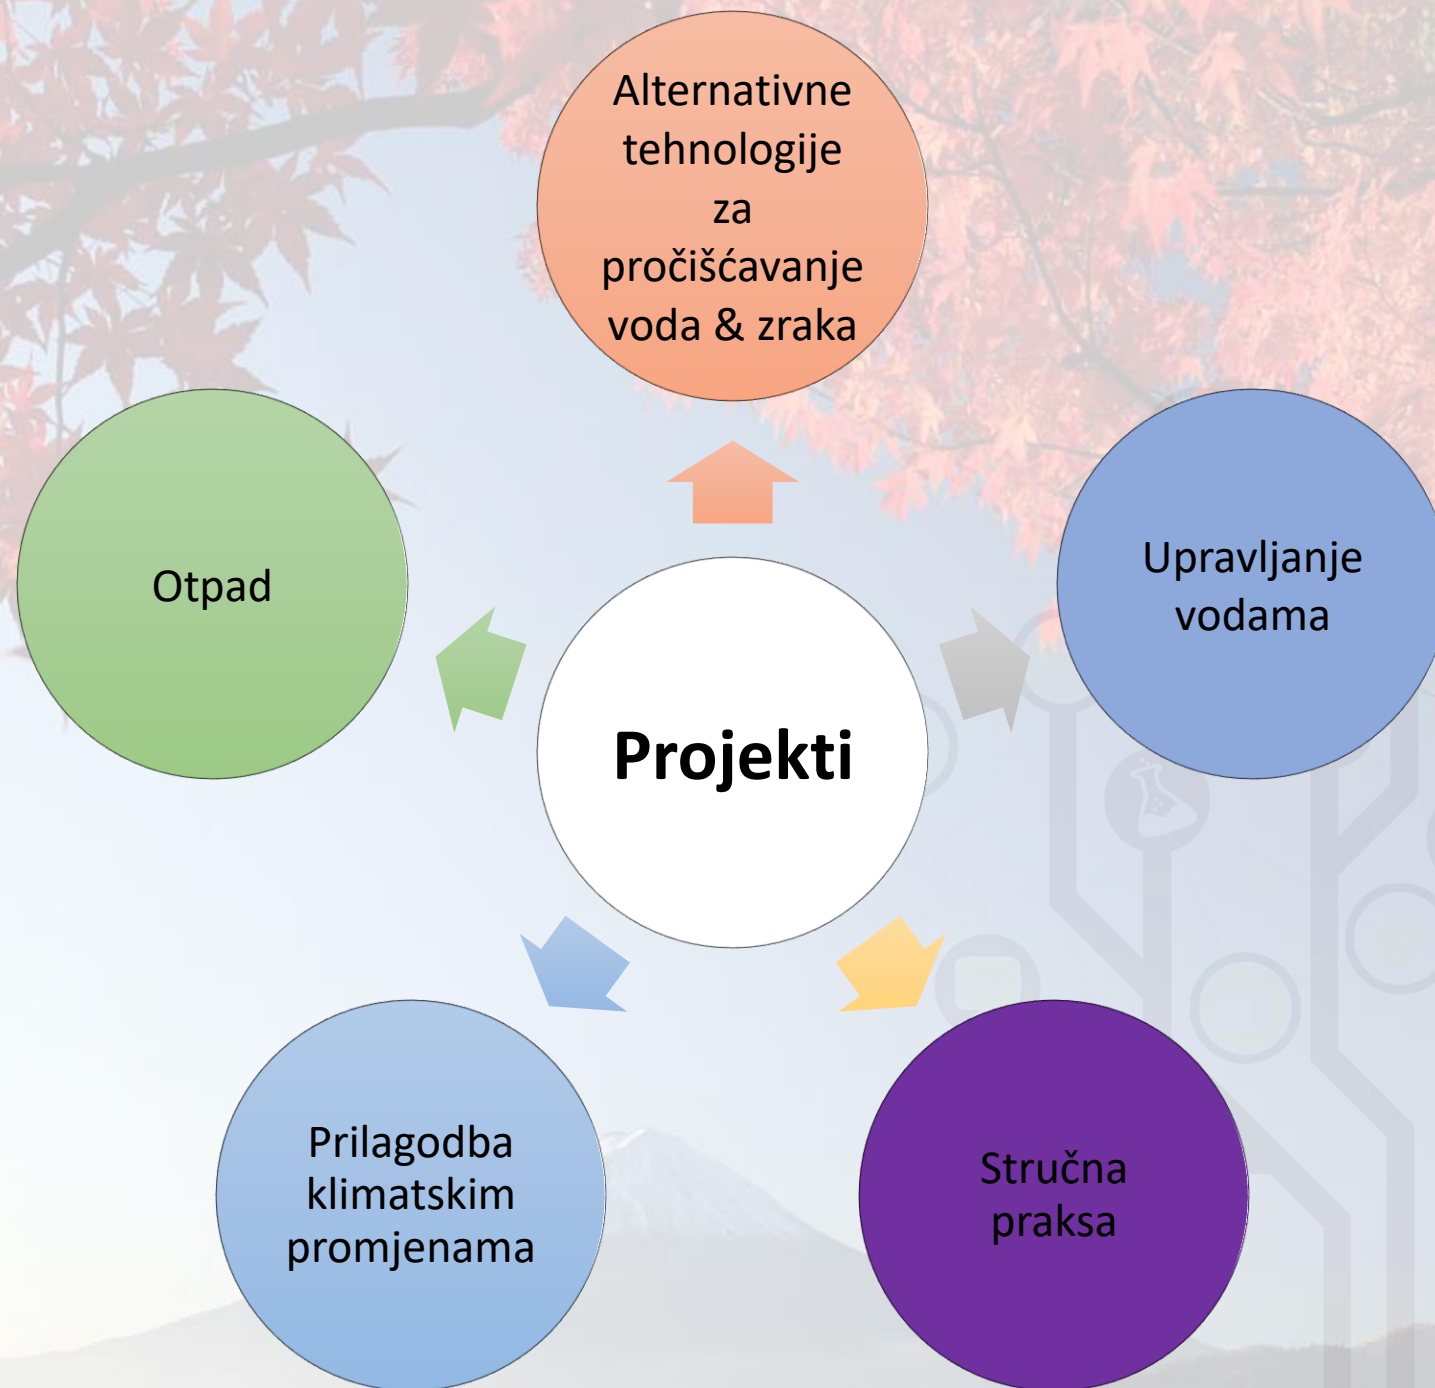 Alternativne
tehnologije
za
pročišćavanje
voda & zraka
Otpad
Upravljanje
vodama
Projekti
Prilagodba
klimatskim
promjenama
Stručna
praksa